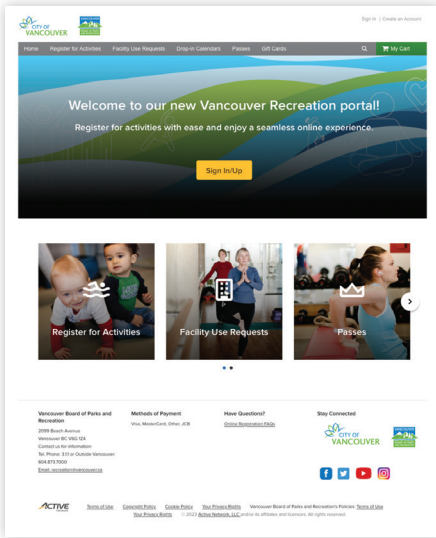 CITY OF
VANCOUVER
Sign In | Create an Account
Home Register for Activities Facility Use Requests Drop-in Calendars Passes Gift Cards My Cart
Welcome to our new Vancouver Recreation portal!
Register for activities with ease and enjoy a seamless online experience.
Sign In/Up
Register for Activities Facility Use Requests Passes
Vancouver Board of Parks and
Recreation
2099 Beach Avenue
Vancouver BC V6G 1Z4
Contact us for information
Tel. Phone: 3.1.1 or Outside Vancouver
604.873.7000
Email: recreation@vancouver.ca
Methods of Payment
Visa, MasterCard, Other, JCB
Have Questions?
Online Registration FAQs
Stay Connected
CITY OF
VANCOUVER
ACTIVE Terms of Use Copyright Policy Cookie Policy Your Privacy Rights Vancouver Board of Parks and Recreation's Policies: Terms of Use
Your Privacy Rights © 2023 Active Network, LLC and/or its affiliates and licensors. All rights reserved.